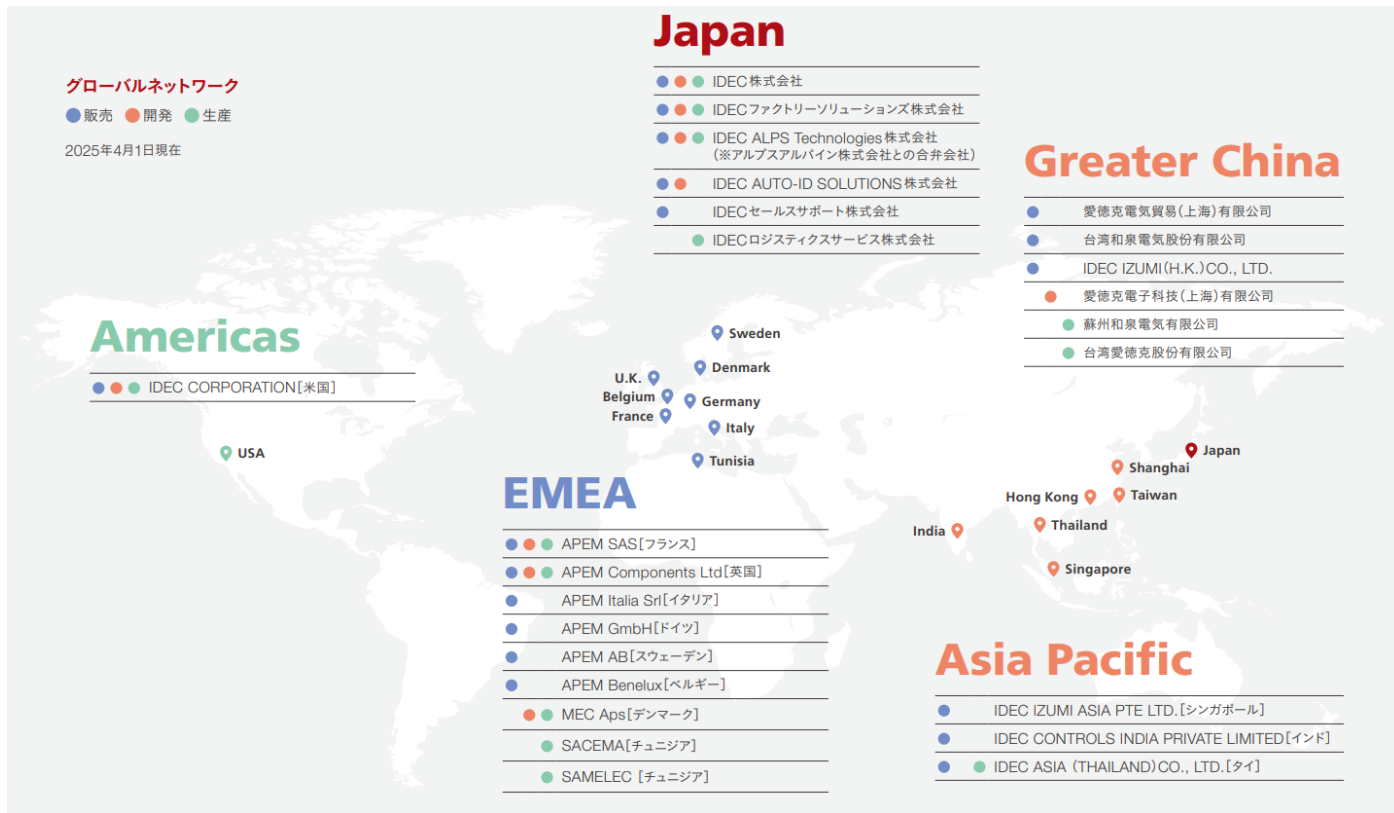 グローバルネットワーク
販売 開発 生産
2025年4月1日現在
Japan
IDEC株式会社
IDECファクトリーソリューションズ株式会社
IDEC ALPS Technologies株式会社
(※アルプスアルパイン株式会社との合弁会社)
IDEC AUTO-ID SOLUTIONS株式会社
IDECセールスサポート株式会社
IDECロジスティクスサービス株式会社
Greater China
愛徳克電気貿易(上海)有限公司
台湾和泉電気股份有限公司
IDEC IZUMI(H.K.)CO., LTD.
愛徳克電子科技(上海)有限公司
蘇州和泉電気有限公司
台湾愛徳克股份有限公司
Americas
IDEC CORPORATION[米国]
USA
Sweden
Denmark
U.K.
Belgium
Germany
France
Italy
Tunisia
Japan
Shanghai
Hong Kong
Taiwan
Thailand
India
Singapore
EMEA
APEM SAS[フランス]
APEM Components Ltd[英国]
APEM Italia Srl[イタリア]
APEM GmbH[ドイツ]
APEM AB[スウェーデン]
APEM Benelux[ベルギー]
MEC Aps[デンマーク]
SACEMA[チュニジア]
SAMELEC [チュニジア]
Asia Pacific
IDEC IZUMI ASIA PTE LTD.[シンガポール]
IDEC CONTROLS INDIA PRIVATE LIMITED[インド]
IDEC ASIA (THAILAND)CO., LTD.[タイ]